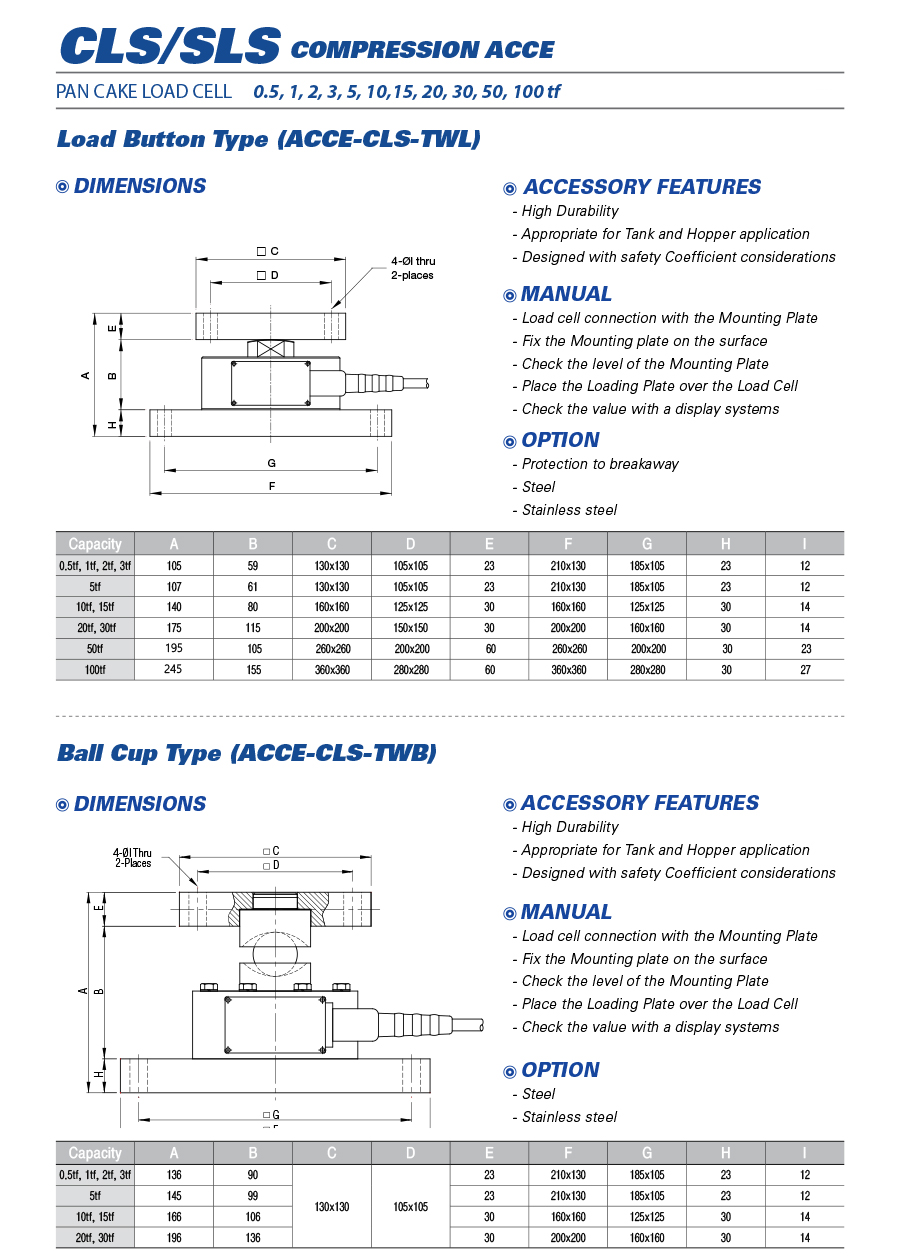 CLS/SLS COMPRESSION ACCE
PAN CAKE LOAD CELL 0.5, 1, 2, 3, 5, 10,15, 20, 30, 50, 100 tf
Load Button Type (ACCE-CLS-TWL)
DIMENSIONS
□ C
□ D
4-ØI thru
2-places
E
A
B
H
G
F
ACCESSORY FEATURES
- High Durability
- Appropriate for Tank and Hopper application
- Designed with safety Coefficient considerations
MANUAL
- Load cell connection with the Mounting Plate
- Fix the Mounting plate on the surface
- Check the level of the Mounting Plate
- Place the Loading Plate over the Load Cell
- Check the value with a display systems
OPTION
- Protection to breakaway
- Steel
- Stainless steel
Capacity A B C D E F G H I
0.5tf, 1tf, 2tf, 3tf 105 59 130x130 105x105 23 210x130 185x105 23 12
5tf 107 61 130x130 105x105 23 210x130 185x105 23 12
10tf, 15tf 140 80 160x160 125x125 30 160x160 125x125 30 14
20tf, 30tf 175 115 200x200 150x150 30 200x200 160x160 30 14
50tf 195 105 260x260 200x200 60 260x260 200x200 30 23
100tf 245 155 360x360 280x280 60 360x360 280x280 30 27
Ball Cup Type (ACCE-CLS-TWB)
DIMENSIONS
4-ØI Thru
2-Places
□ C
□ D
E
A
B
H
□ G
ACCESSORY FEATURES
- High Durability
- Appropriate for Tank and Hopper application
- Designed with safety Coefficient considerations
MANUAL
- Load cell connection with the Mounting Plate
- Fix the Mounting plate on the surface
- Check the level of the Mounting Plate
- Place the Loading Plate over the Load Cell
- Check the value with a display systems
OPTION
- Steel
- Stainless steel
Capacity A B C D E F G H I
0.5tf, 1tf, 2tf, 3tf 136 90 23 210x130 185x105 23 12
5tf 145 99 23 210x130 185x105 23 12
130x130 105x105
10tf, 15tf 166 106 30 160x160 125x125 30 14
20tf, 30tf 196 136 30 200x200 160x160 30 14